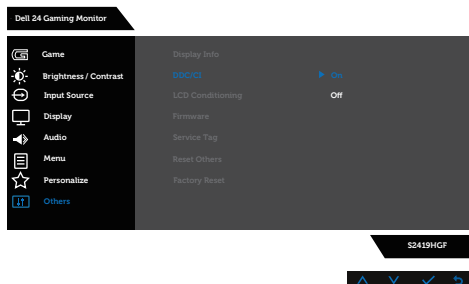 Dell 24 Gaming Monitor
Game
Brightness / Contrast
Input Source
Display
Audio
Menu
Personalize
Others
Display Info
DDC/CI
On
LCD Conditioning
Off
Firmware
Service Tag
Reset Others
Factory Reset
S2419HGF